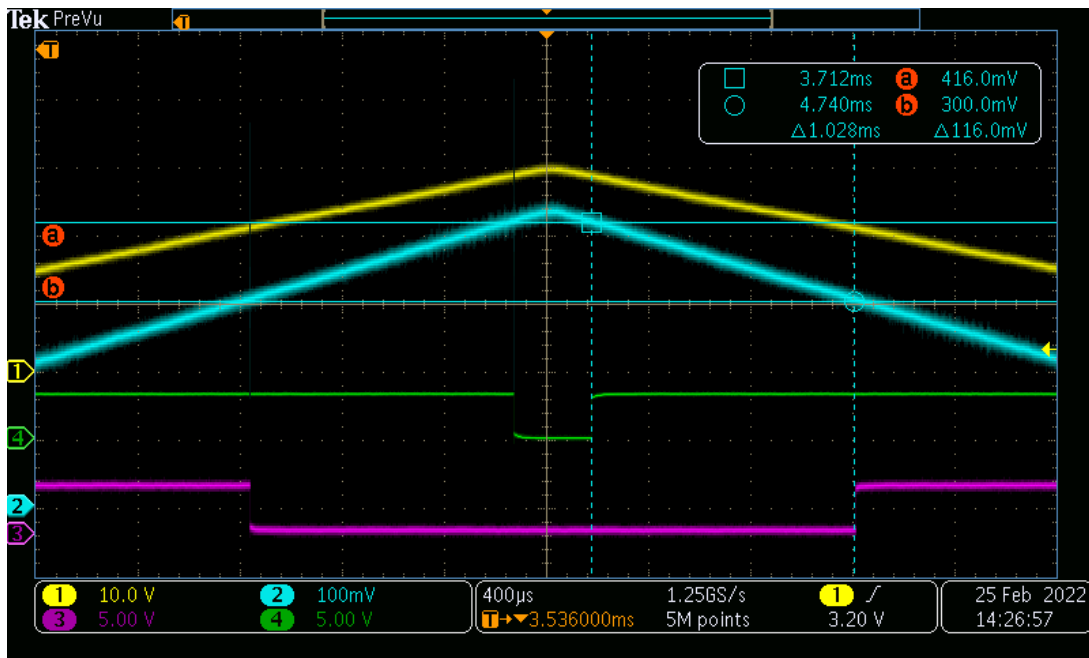 Tek PreVu
T
T
3.712ms a 416.0mV
4.740ms b 300.0mV
△1.028ms △116.0mV
a
b
1
4
2
3
1 10.0 V 2 100mV 400µs 1.25GS/s 1 3.20 V 25 Feb 2022
3 5.00 V 4 5.00 V T→▼3.536000ms 5M points 14:26:57